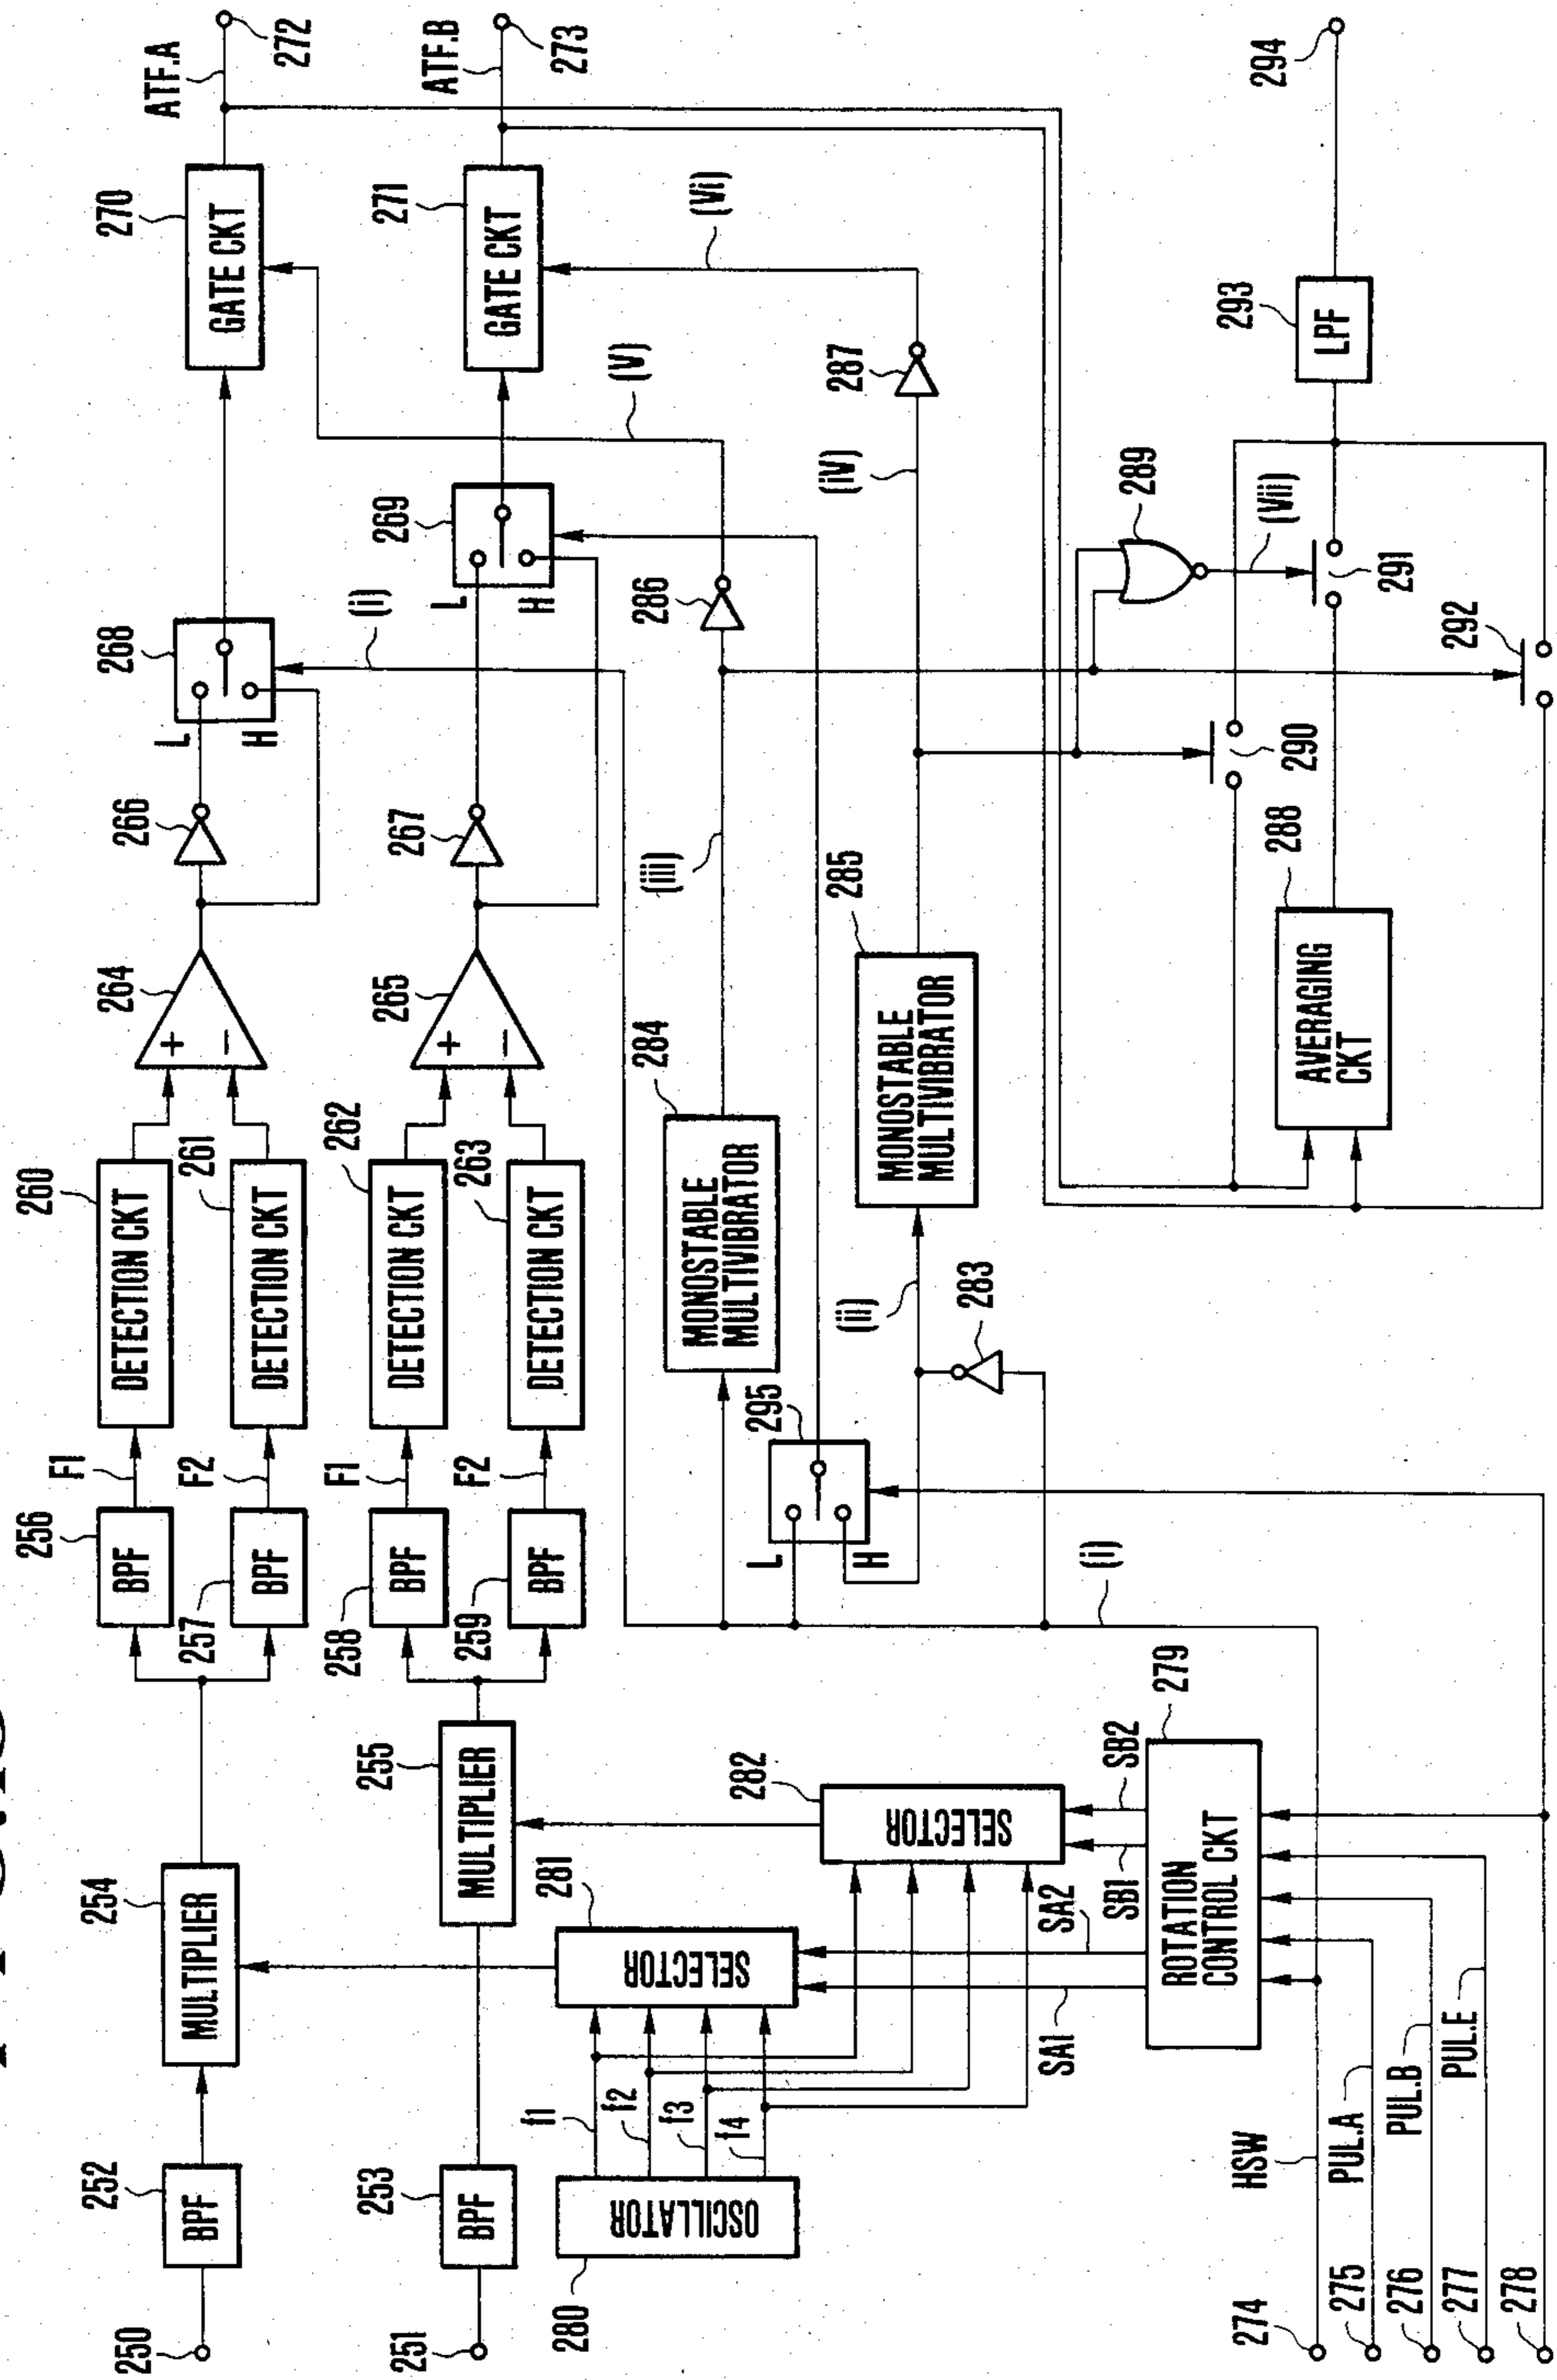 250
252
BPF
254
MULTIPLIER
256
BPF
F1
260
DETECTION CKT
257
BPF
F2
261
DETECTION CKT
264
+
−
266
L
H
268
(i)
270
GATE CKT
ATF.A
272
251
253
BPF
255
MULTIPLIER
258
BPF
F1
262
DETECTION CKT
259
BPF
F2
263
DETECTION CKT
265
+
−
267
L
H
269
271
GATE CKT
ATF.B
273
280
OSCILLATOR
f1
f2
f3
f4
281
SELECTOR
282
SELECTOR
SA1
SA2
SB1
SB2
279
ROTATION
CONTROL CKT
284
MONOSTABLE
MULTIVIBRATOR
(iii)
286
(V)
295
L
H
(ii)
283
285
MONOSTABLE
MULTIVIBRATOR
(iV)
287
(Vi)
(i)
288
AVERAGING
CKT
290
289
(Vii)
291
292
293
LPF
294
274
HSW
275
PUL.A
276
PUL.B
277
PUL.E
278